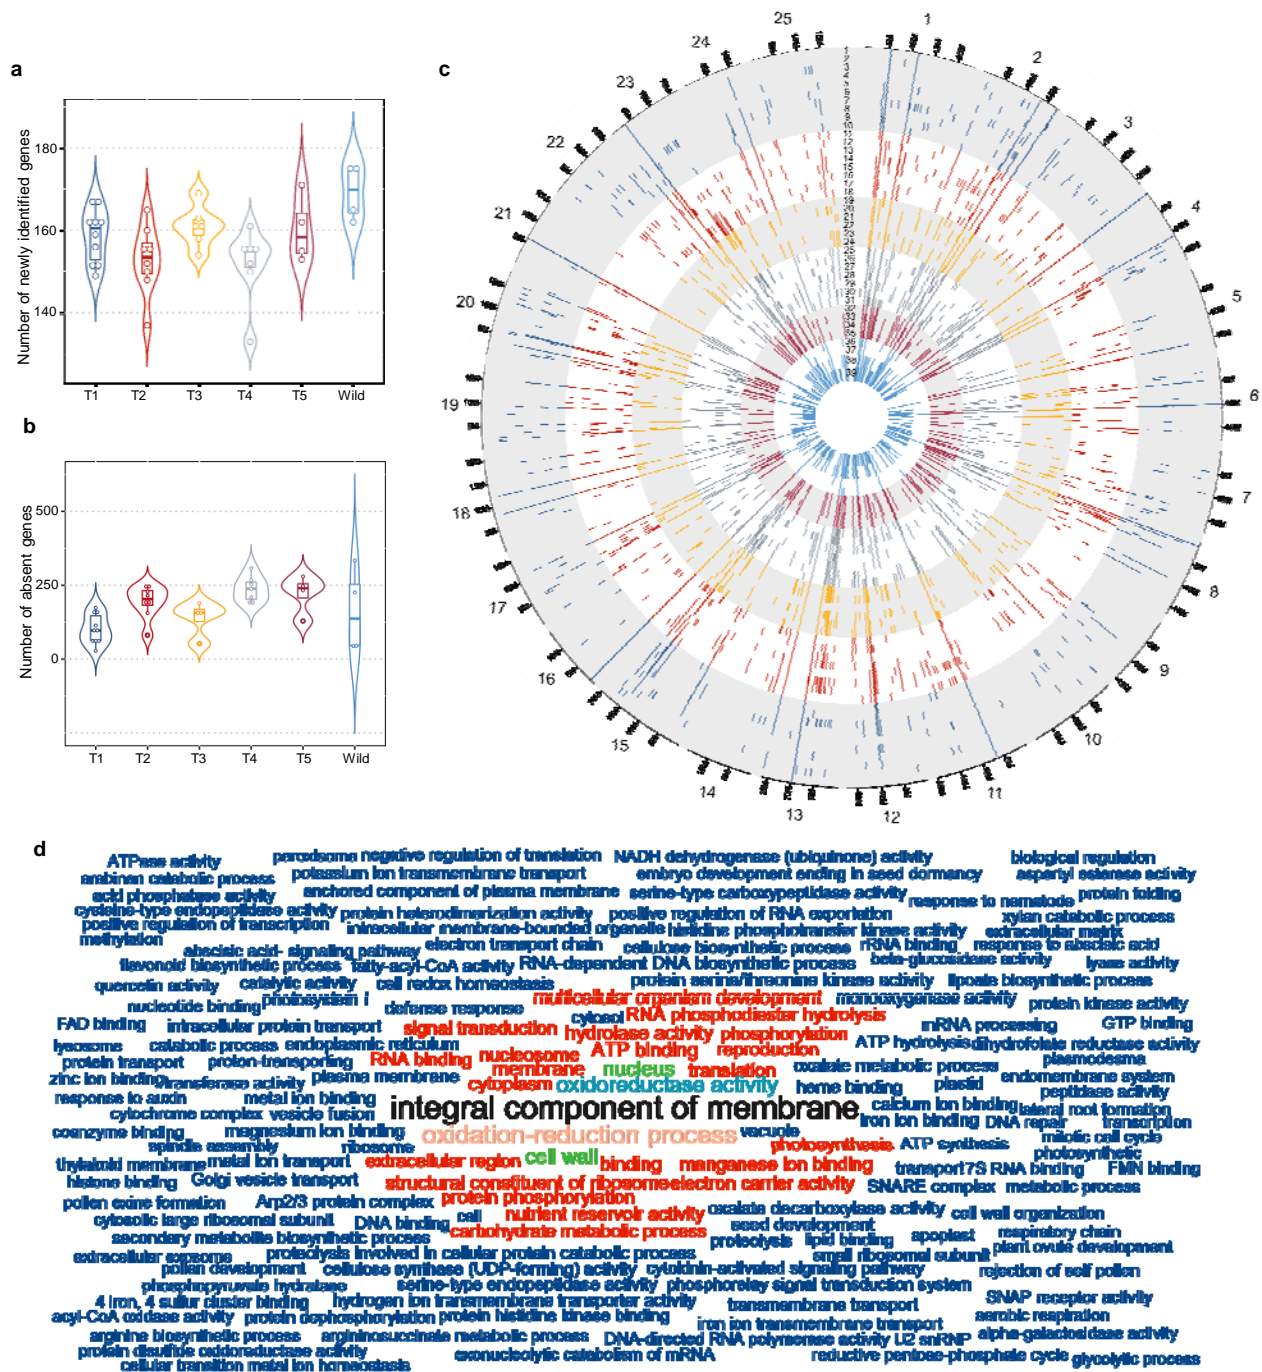 a
Number of newly identified genes
180
160
140
T1 T2 T3 T4 T5 Wild
b
Number of absent genes
500
250
0
T1 T2 T3 T4 T5 Wild
c
1
2
3
4
5
6
7
8
9
10
11
12
13
14
15
16
17
18
19
20
21
22
23
24
25
d
ATPase activity peroxisome negative regulation of translation NADH dehydrogenase (ubiquinone) activity biological regulation
arabinan catabolic process potassium ion transmembrane transport embryo development ending in seed dormancy aspartyl esterase activity
acid phosphatase activity anchored component of plasma membrane serine-type carboxypeptidase activity response to nematode protein folding
cysteine-type endopeptidase activity protein heterodimerization activity positive regulation of RNA exportation xylan catabolic process
positive regulation of transcription intracellular membrane-bounded organelle histidine phosphotransfer kinase activity extracellular matrix
methylation abscisic acid- signaling pathway electron transport chain cellulose biosynthetic process rRNA binding response to abscisic acid
flavonoid biosynthetic process fatty-acyl-CoA activity RNA-dependent DNA biosynthetic process beta-glucosidase activity lyase activity
quercetin activity catalytic activity cell redox homeostasis protein serine/threonine kinase activity lipoate biosynthetic process
nucleotide binding photosystem I defense response multicellular organism development monooxygenase activity protein kinase activity
FAD binding intracellular protein transport signal transduction cytosol RNA phosphodiester hydrolysis mRNA processing GTP binding
hydrolase activity phosphorylation
lysosome catabolic process endoplasmic reticulum nucleosome ATP binding reproduction ATP hydrolysis dihydrofolate reductase activity
protein transport proton-transporting RNA binding membrane nucleus translation oxalate metabolic process plasmodesma
zinc ion binding transferase activity plasma membrane cytoplasm oxidoreductase activity heme binding plastid endomembrane system
response to auxin metal ion binding peptidase activity
cytochrome complex vesicle fusion integral component of membrane calcium ion binding lateral root formation
coenzyme binding magnesium ion binding oxidation-reduction process vacuole iron ion binding DNA repair transcription
spindle assembly ribosome photosynthesis ATP synthesis mitotic cell cycle
photosynthetic
thylakoid membrane metal ion transport extracellular region cell wall binding manganese ion binding transport 7S RNA binding FMN binding
histone binding Golgi vesicle transport structural constituent of ribosome electron carrier activity SNARE complex metabolic process
pollen exine formation Arp2/3 protein complex protein phosphorylation oxalate decarboxylase activity cell wall organization
cytosolic large ribosomal subunit DNA binding cell nutrient reservoir activity seed development
secondary metabolite biosynthetic process carbohydrate metabolic process proteolysis lipid binding apoplast respiratory chain
extracellular exosome proteolysis involved in cellular protein catabolic process small ribosomal subunit plant ovule development
pollen development cellulose synthase (UDP-forming) activity cytokinin-activated signaling pathway rejection of self pollen
phosphopyruvate hydratase serine-type endopeptidase activity phosphorelay signal transduction system
4 iron, 4 sulfur cluster binding hydrogen ion transmembrane transporter activity transmembrane transport SNAP receptor activity
acyl-CoA oxidase activity protein dephosphorylation protein histidine kinase binding iron ion transmembrane transport aerobic respiration
arginine biosynthetic process argininosuccinate metabolic process DNA-directed RNA polymerase activity U2 snRNP alpha-galactosidase activity
protein disulfide oxidoreductase activity exonucleolytic catabolism of mRNA reductive pentose-phosphate cycle glycolytic process
cellular transition metal ion homeostasis